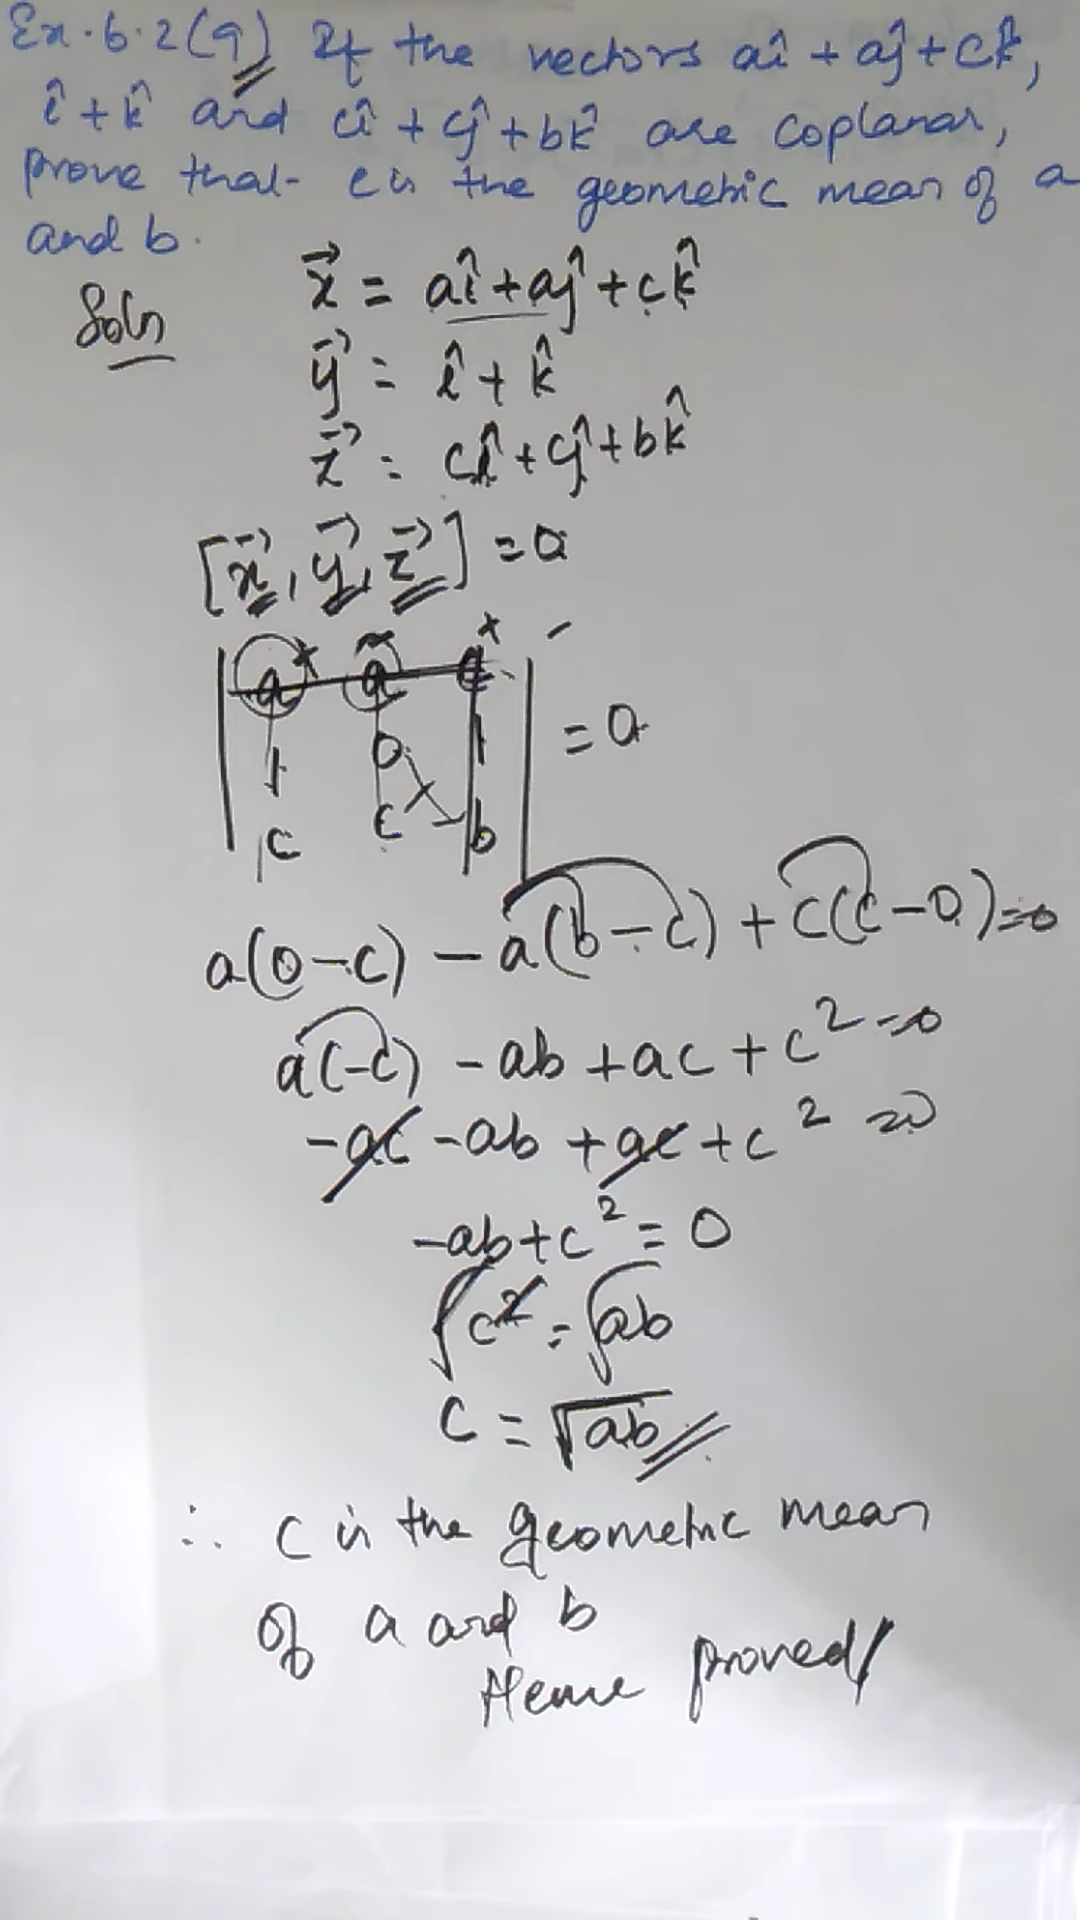 Ex.6.2(9) If the vectors aî + aĵ + ck̂,
î + k̂ and cî + cĵ + bk̂ are coplanar,
prove that c is the geometric mean of a
and b.
Soln
x⃗ = aî + aĵ + ck̂
y⃗ = î + k̂
z⃗ = cî + cĵ + bk̂
[x⃗, y⃗, z⃗] = 0
| a a c |
| 1 0 1 | = 0
| c c b |
a(0-c) - a(b-c) + c(c-0) = 0
a(-c) - ab + ac + c² = 0
-ac - ab + ac + c² = 0
-ab + c² = 0
√c² = √ab
c = √ab
∴ c is the geometric mean
of a and b
Hence proved